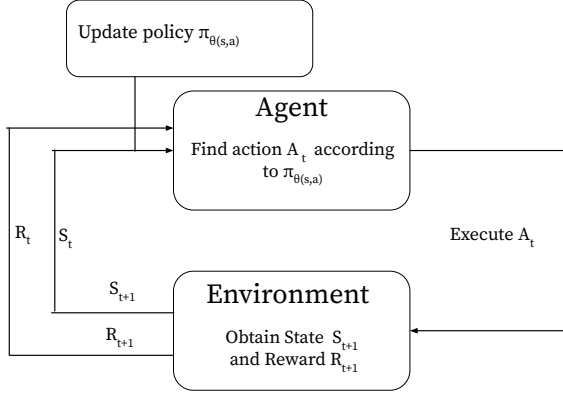 Update policy π_θ(s,a)
Agent
Find action A_t according
to π_θ(s,a)
R_t
S_t
Execute A_t
S_t+1
R_t+1
Environment
Obtain State S_t+1
and Reward R_t+1